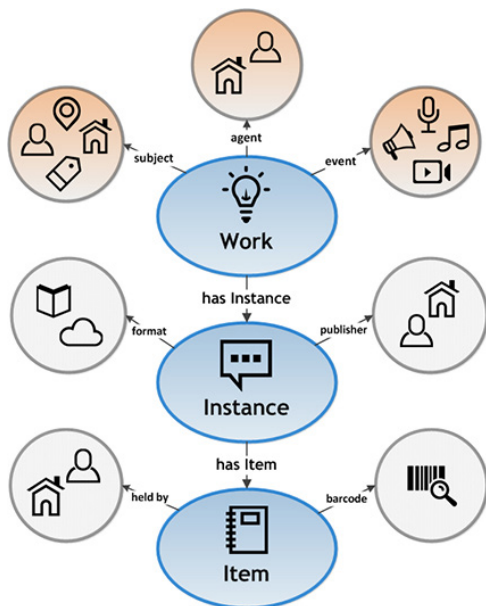 agent
subject
event
Work
has Instance
format
publisher
Instance
has Item
held by
barcode
Item